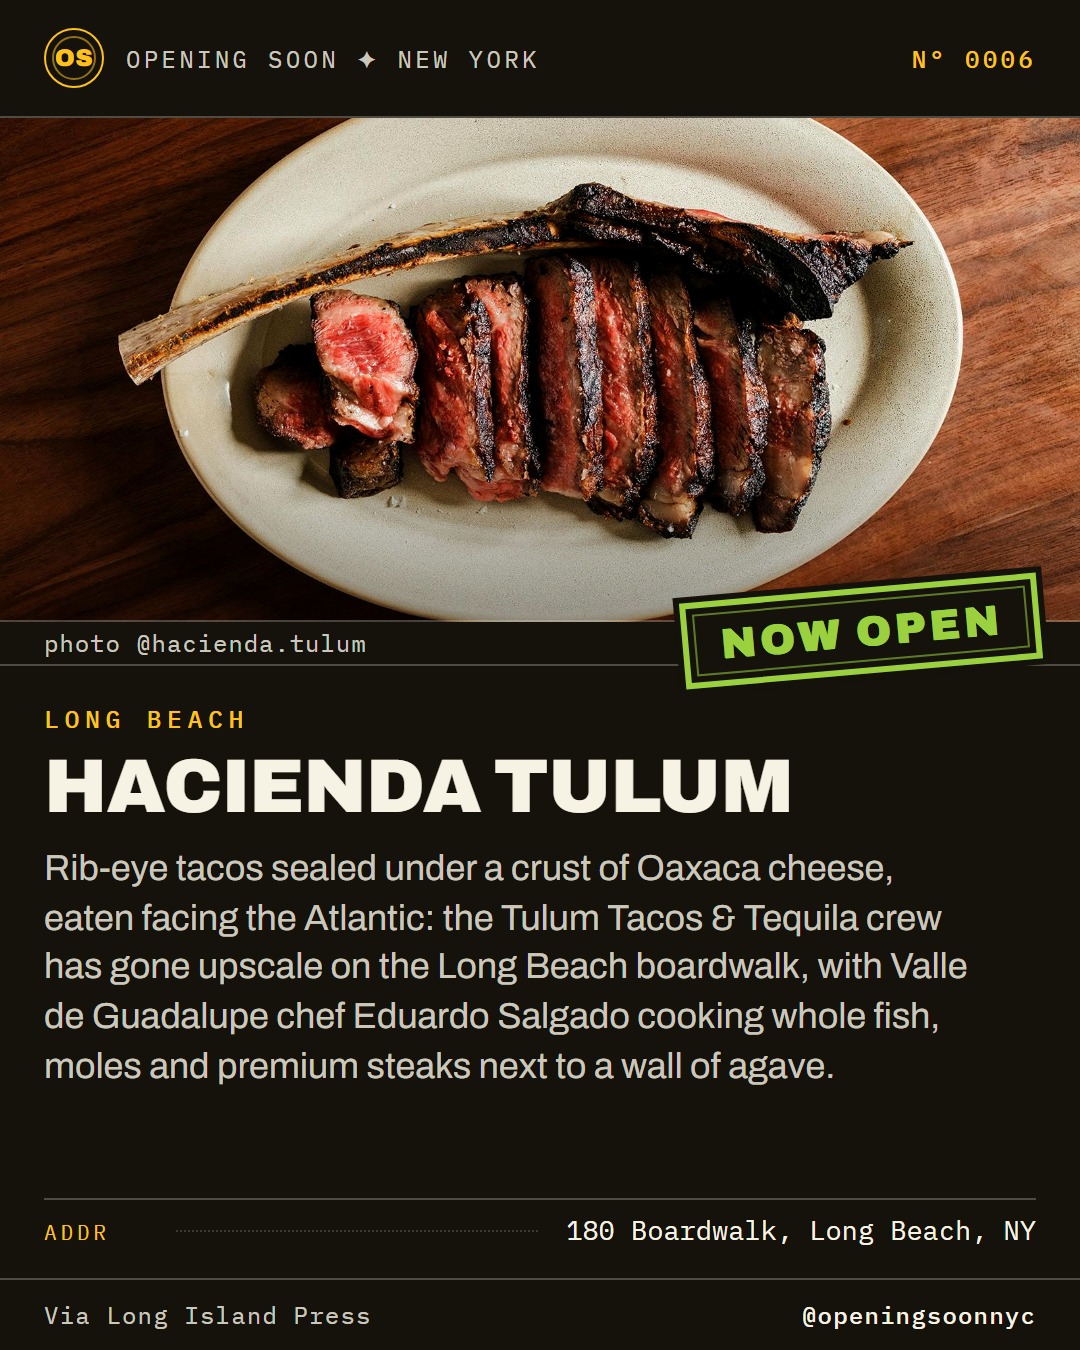 OS OPENING SOON ✦ NEW YORK
N° 0006
photo @hacienda.tulum
NOW OPEN
LONG BEACH
HACIENDA TULUM
Rib-eye tacos sealed under a crust of Oaxaca cheese,
eaten facing the Atlantic: the Tulum Tacos & Tequila crew
has gone upscale on the Long Beach boardwalk, with Valle
de Guadalupe chef Eduardo Salgado cooking whole fish,
moles and premium steaks next to a wall of agave.
ADDR 180 Boardwalk, Long Beach, NY
Via Long Island Press
@openingsoonnyc